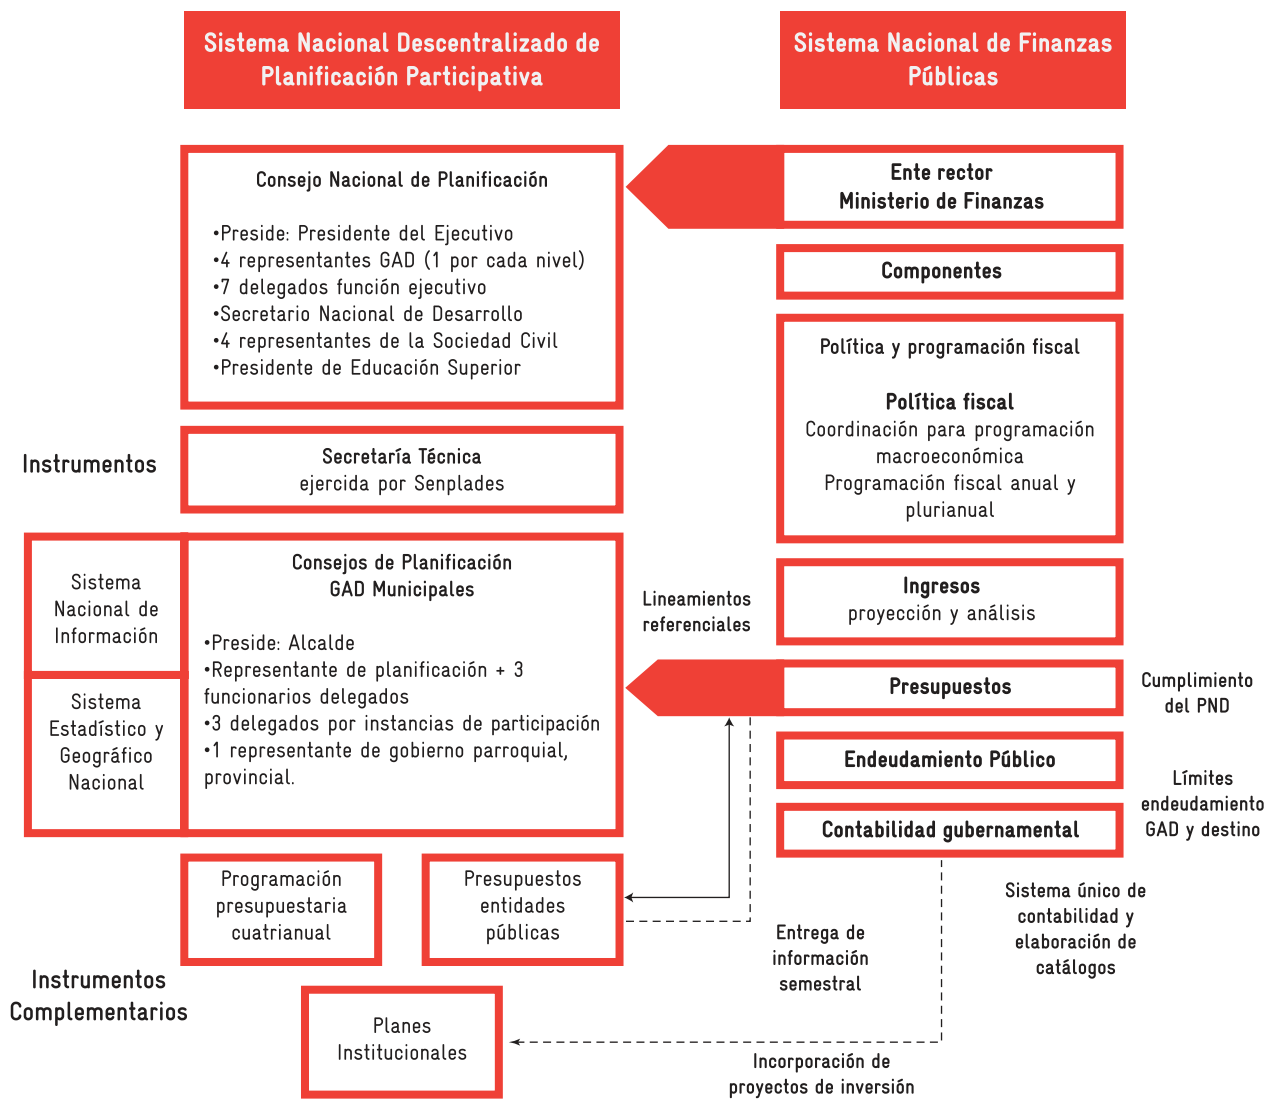 Sistema Nacional Descentralizado de
Planificación Participativa
Sistema Nacional de Finanzas
Públicas
Consejo Nacional de Planificación
•Preside: Presidente del Ejecutivo
•4 representantes GAD (1 por cada nivel)
•7 delegados función ejecutivo
•Secretario Nacional de Desarrollo
•4 representantes de la Sociedad Civil
•Presidente de Educación Superior
Ente rector
Ministerio de Finanzas
Componentes
Política y programación fiscal
Política fiscal
Coordinación para programación
macroeconómica
Programación fiscal anual y
plurianual
Instrumentos
Secretaría Técnica
ejercida por Senplades
Sistema
Nacional de
Información
Sistema
Estadístico y
Geográfico
Nacional
Consejos de Planificación
GAD Municipales
•Preside: Alcalde
•Representante de planificación + 3
funcionarios delegados
•3 delegados por instancias de participación
•1 representante de gobierno parroquial,
provincial.
Lineamientos
referenciales
Ingresos
proyección y análisis
Presupuestos
Cumplimiento
del PND
Endeudamiento Público
Límites
endeudamiento
GAD y destino
Contabilidad gubernamental
Programación
presupuestaria
cuatrianual
Presupuestos
entidades
públicas
Entrega de
información
semestral
Sistema único de
contabilidad y
elaboración de
catálogos
Instrumentos
Complementarios
Planes
Institucionales
Incorporación de
proyectos de inversión